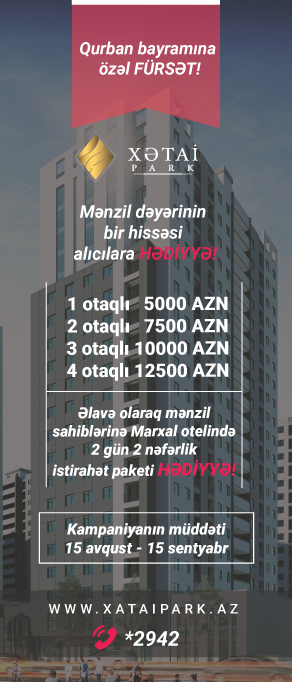 Qurban bayramına
özəl FÜRSƏT!
XƏTAİ
PARK
Mənzil dəyərinin
bir hissəsi
alıcılara HƏDİYYƏ!
1 otaqlı 5000 AZN
2 otaqlı 7500 AZN
3 otaqlı 10000 AZN
4 otaqlı 12500 AZN
Əlavə olaraq mənzil
sahiblərinə Marxal otelində
2 gün 2 nəfərlik
istirahət paketi HƏDİYYƏ!
Kampaniyanın müddəti
15 avqust - 15 sentyabr
WWW.XATAIPARK.AZ
*2942